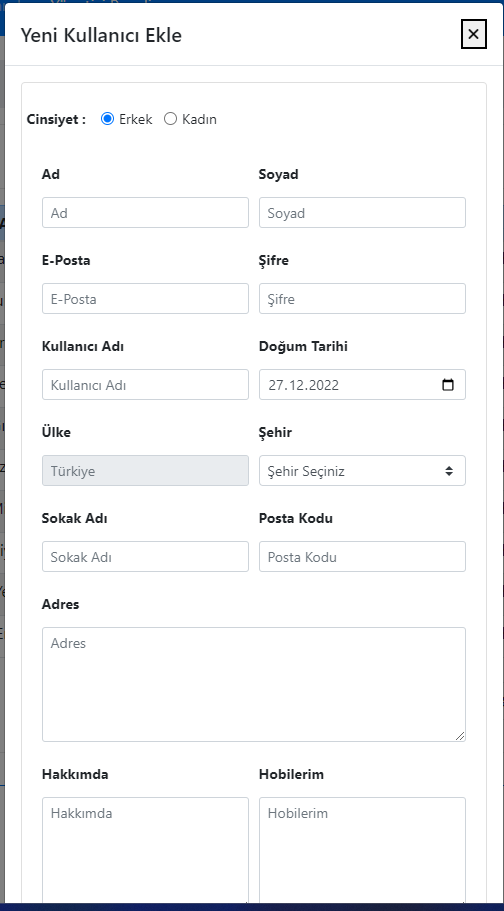 Yeni Kullanıcı Ekle
Cinsiyet : Erkek Kadın
Ad Soyad
Ad Soyad
E-Posta Şifre
E-Posta Şifre
Kullanıcı Adı Doğum Tarihi
Kullanıcı Adı 27.12.2022
Ülke Şehir
Türkiye Şehir Seçiniz
Sokak Adı Posta Kodu
Sokak Adı Posta Kodu
Adres
Adres
Hakkımda Hobilerim
Hakkımda Hobilerim